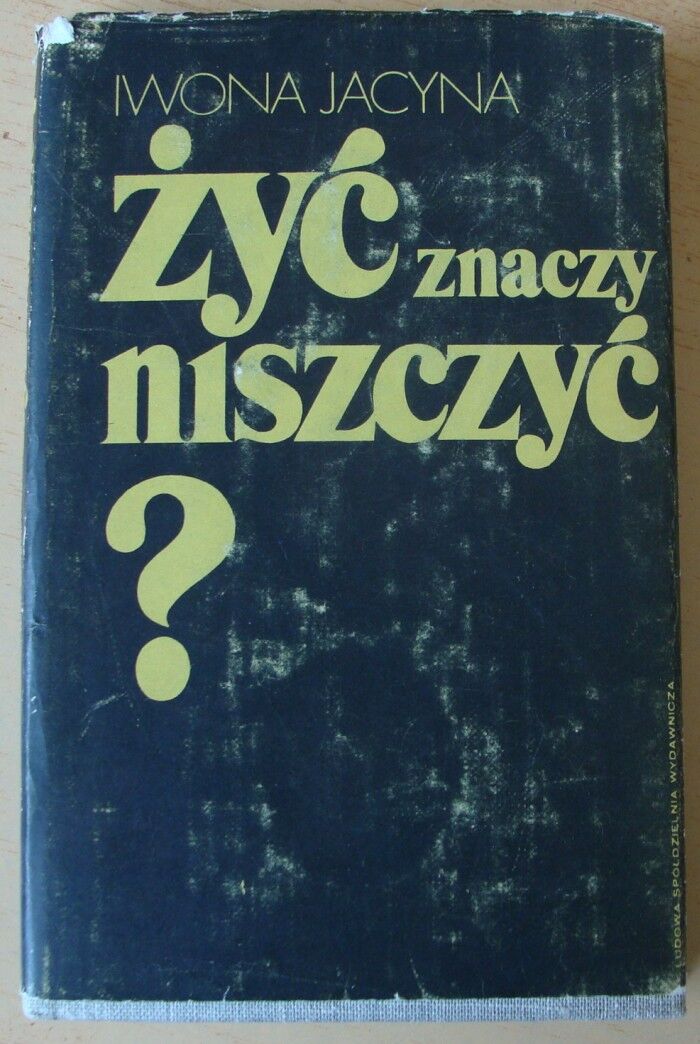 IWONA JACYNA
żyć znaczy
niszczyć
?
LUDOWA SPÓŁDZIELNIA WYDAWNICZA